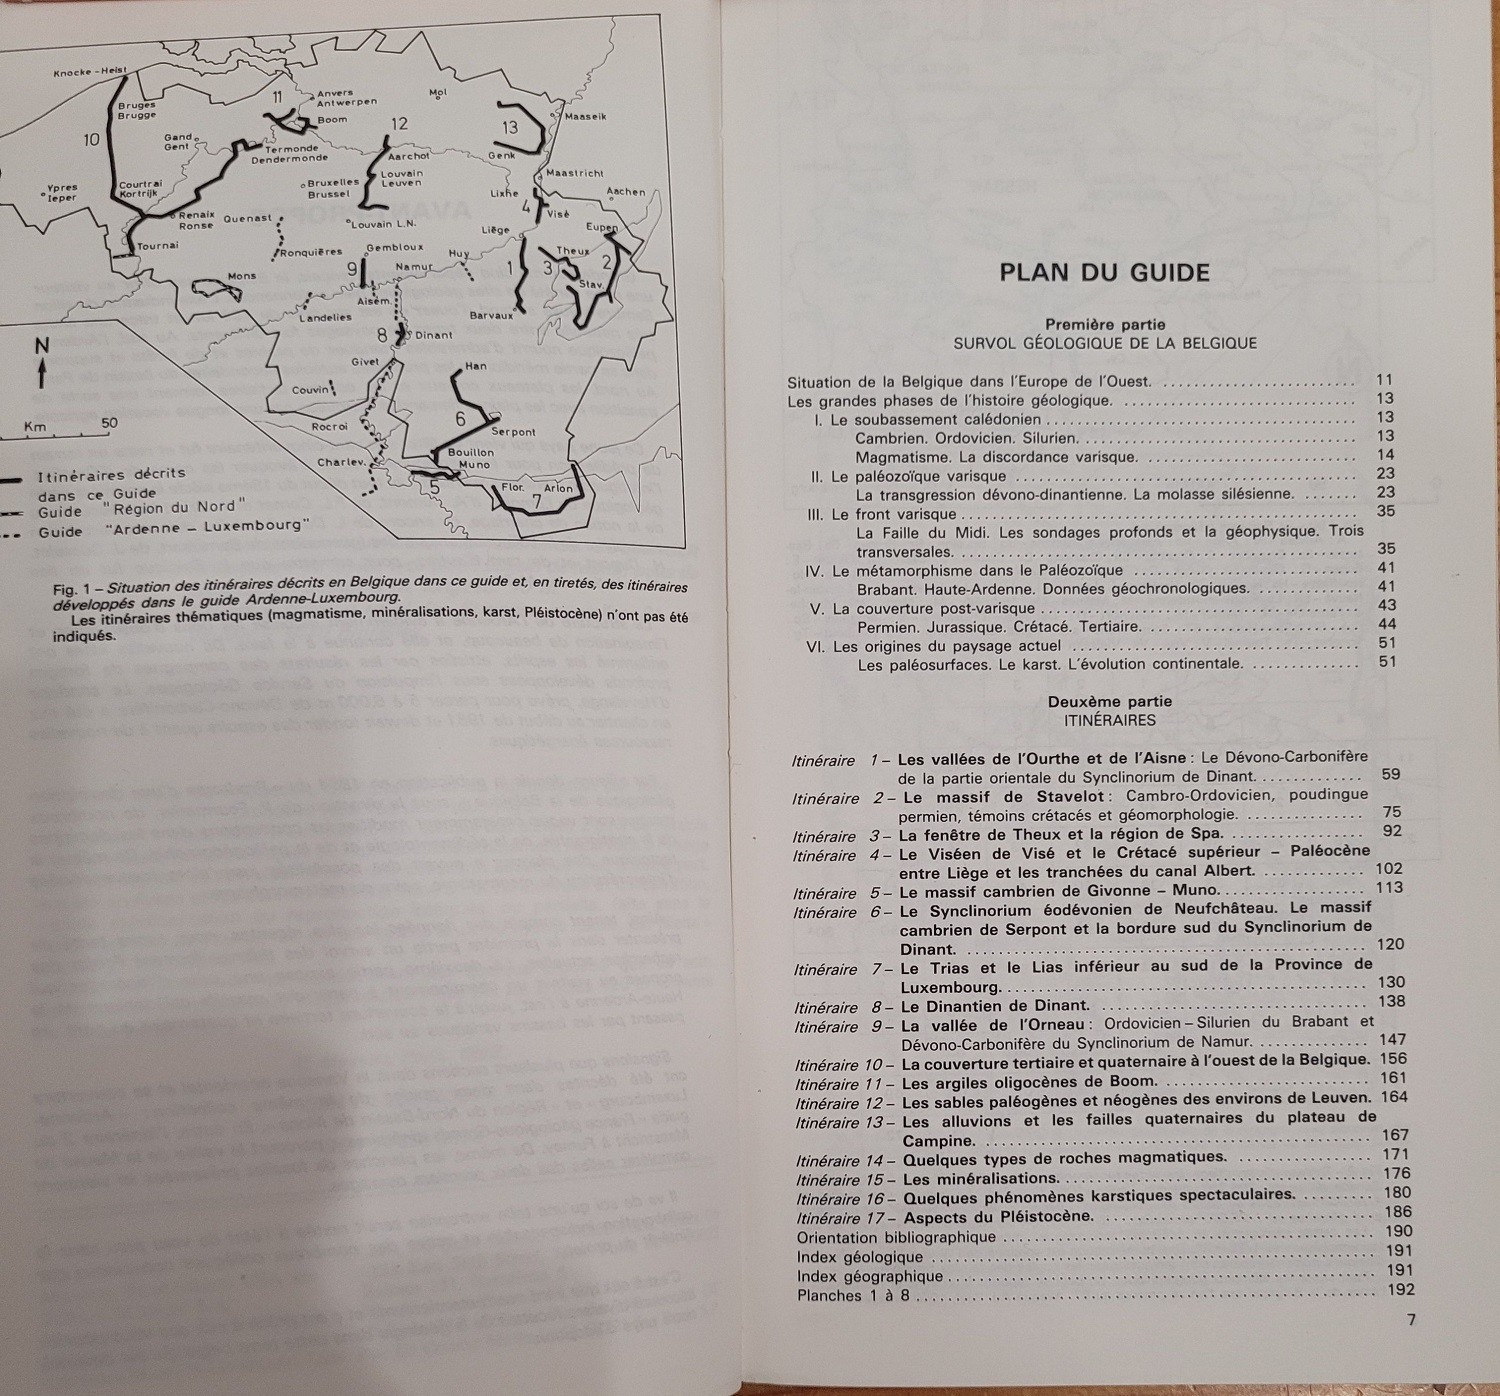 Knocke-Heist
Bruges
Brugge
10
11
Anvers
Antwerpen
Boom
Mol
12
13
Maaseik
Gand
Gent
Termonde
Dendermonde
Aarchot
Genk
Ypres
Ieper
Courtrai
Kortrijk
Bruxelles
Brussel
Louvain
Leuven
Maastricht
Lixhe
Aachen
4
Visé
Renaix
Ronse
Quenast
Louvain L.N.
Liège
Eupen
Tournai
Ronquières
Gembloux
Huy
Theux
9
Namur
1
3
2
Mons
Stav.
Aisem.
Landelies
Barvaux
8
Dinant
N
Givet
Han
Couvin
Km
50
Rocroi
6
Serpont
Charlev.
Bouillon
Muno
5
Flor.
7
Arlon
Itinéraires décrits
dans ce Guide
Guide "Région du Nord"
Guide "Ardenne – Luxembourg"
Fig. 1 – Situation des itinéraires décrits en Belgique dans ce guide et, en tiretés, des itinéraires
développés dans le guide Ardenne-Luxembourg.
Les itinéraires thématiques (magmatisme, minéralisations, karst, Pléistocène) n'ont pas été
indiqués.
PLAN DU GUIDE
Première partie
SURVOL GÉOLOGIQUE DE LA BELGIQUE
Situation de la Belgique dans l'Europe de l'Ouest. .......................... 11
Les grandes phases de l'histoire géologique. .......................... 13
I. Le soubassement calédonien .......................... 13
Cambrien. Ordovicien. Silurien. .......................... 13
Magmatisme. La discordance varisque. .......................... 14
II. Le paléozoïque varisque .......................... 23
La transgression dévono-dinantienne. La molasse silésienne. ....... 23
III. Le front varisque .......................... 35
La Faille du Midi. Les sondages profonds et la géophysique. Trois
transversales. .......................... 35
IV. Le métamorphisme dans le Paléozoïque .......................... 41
Brabant. Haute-Ardenne. Données géochronologiques. ............. 41
V. La couverture post-varisque .......................... 43
Permien. Jurassique. Crétacé. Tertiaire. .......................... 44
VI. Les origines du paysage actuel .......................... 51
Les paléosurfaces. Le karst. L'évolution continentale. ............. 51
Deuxième partie
ITINÉRAIRES
Itinéraire 1 – Les vallées de l'Ourthe et de l'Aisne : Le Dévono-Carbonifère
de la partie orientale du Synclinorium de Dinant. ............. 59
Itinéraire 2 – Le massif de Stavelot : Cambro-Ordovicien, poudingue
permien, témoins crétacés et géomorphologie. ............... 75
Itinéraire 3 – La fenêtre de Theux et la région de Spa. ................. 92
Itinéraire 4 – Le Viséen de Visé et le Crétacé supérieur – Paléocène
entre Liège et les tranchées du canal Albert. ............. 102
Itinéraire 5 – Le massif cambrien de Givonne – Muno. .................. 113
Itinéraire 6 – Le Synclinorium éodévonien de Neufchâteau. Le massif
cambrien de Serpont et la bordure sud du Synclinorium de
Dinant. .......................... 120
Itinéraire 7 – Le Trias et le Lias inférieur au sud de la Province de
Luxembourg. .......................... 130
Itinéraire 8 – Le Dinantien de Dinant. .......................... 138
Itinéraire 9 – La vallée de l'Orneau : Ordovicien – Silurien du Brabant et
Dévono-Carbonifère du Synclinorium de Namur. ............. 147
Itinéraire 10 – La couverture tertiaire et quaternaire à l'ouest de la Belgique. 156
Itinéraire 11 – Les argiles oligocènes de Boom. .......................... 161
Itinéraire 12 – Les sables paléogènes et néogènes des environs de Leuven. 164
Itinéraire 13 – Les alluvions et les failles quaternaires du plateau de
Campine. .......................... 167
Itinéraire 14 – Quelques types de roches magmatiques. ................ 171
Itinéraire 15 – Les minéralisations. .......................... 176
Itinéraire 16 – Quelques phénomènes karstiques spectaculaires. ......... 180
Itinéraire 17 – Aspects du Pléistocène. .......................... 186
Orientation bibliographique .......................... 190
Index géologique .......................... 191
Index géographique .......................... 191
Planches 1 à 8 .......................... 192
7